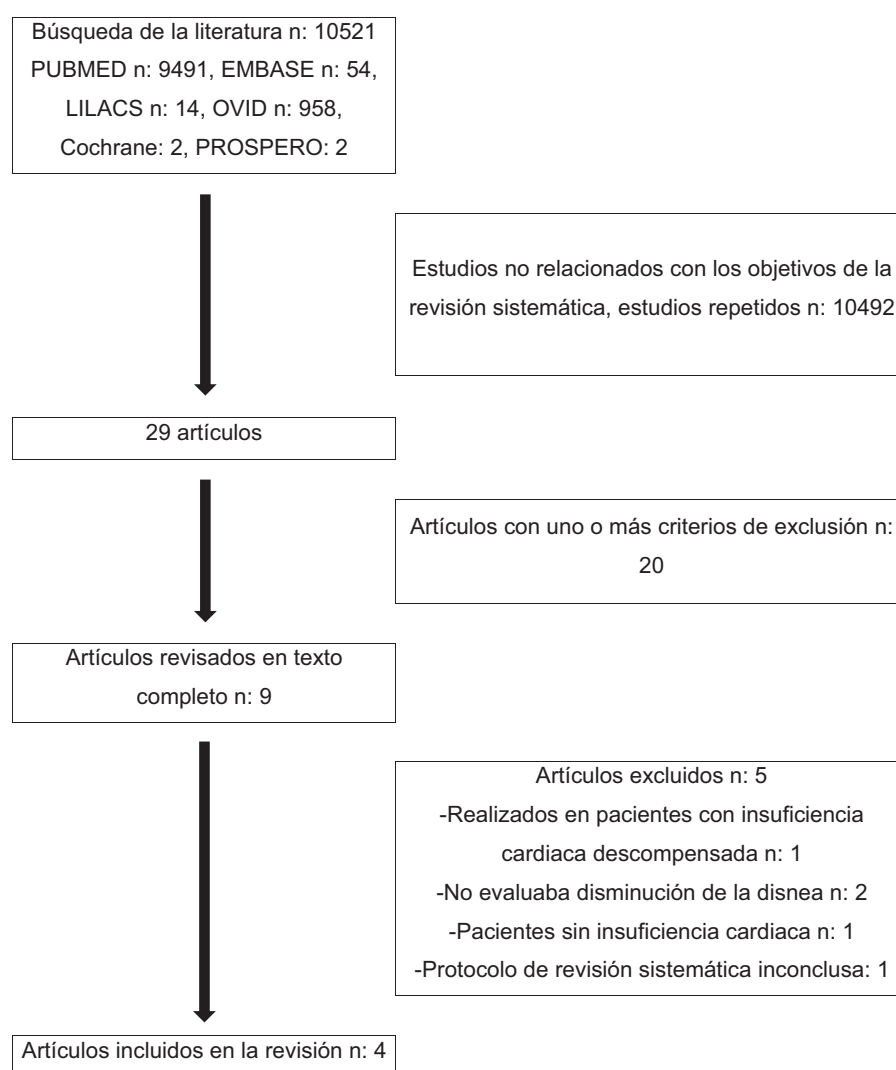 Búsqueda de la literatura n: 10521
PUBMED n: 9491, EMBASE n: 54,
LILACS n: 14, OVID n: 958,
Cochrane: 2, PROSPERO: 2
Estudios no relacionados con los objetivos de la
revisión sistemática, estudios repetidos n: 10492
29 artículos
Artículos con uno o más criterios de exclusión n:
20
Artículos revisados en texto
completo n: 9
Artículos excluidos n: 5
-Realizados en pacientes con insuficiencia
cardiaca descompensada n: 1
-No evaluaba disminución de la disnea n: 2
-Pacientes sin insuficiencia cardiaca n: 1
-Protocolo de revisión sistemática inconclusa: 1
Artículos incluidos en la revisión n: 4